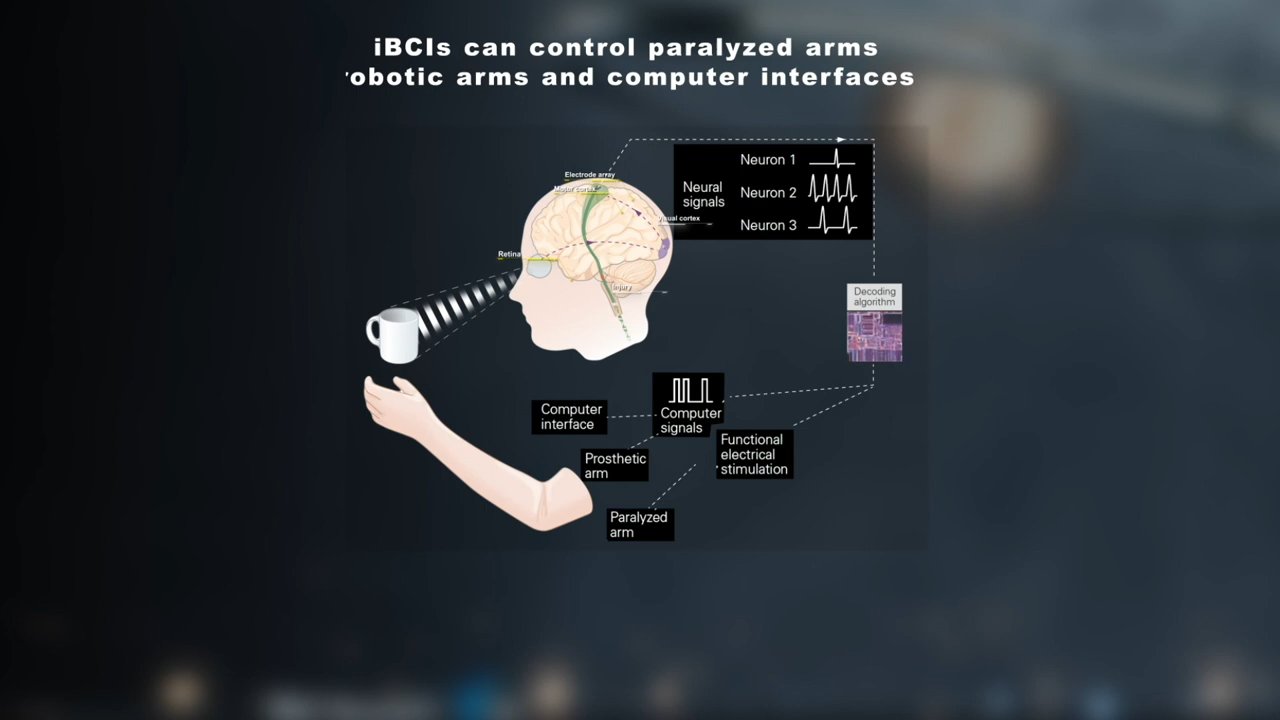 iBCIs can control paralyzed arms
robotic arms and computer interfaces
Electrode array
Motor cortex
Visual cortex
Retina
Injury
Neural
signals
Neuron 1
Neuron 2
Neuron 3
Decoding
algorithm
Computer
interface
Computer
signals
Prosthetic
arm
Functional
electrical
stimulation
Paralyzed
arm